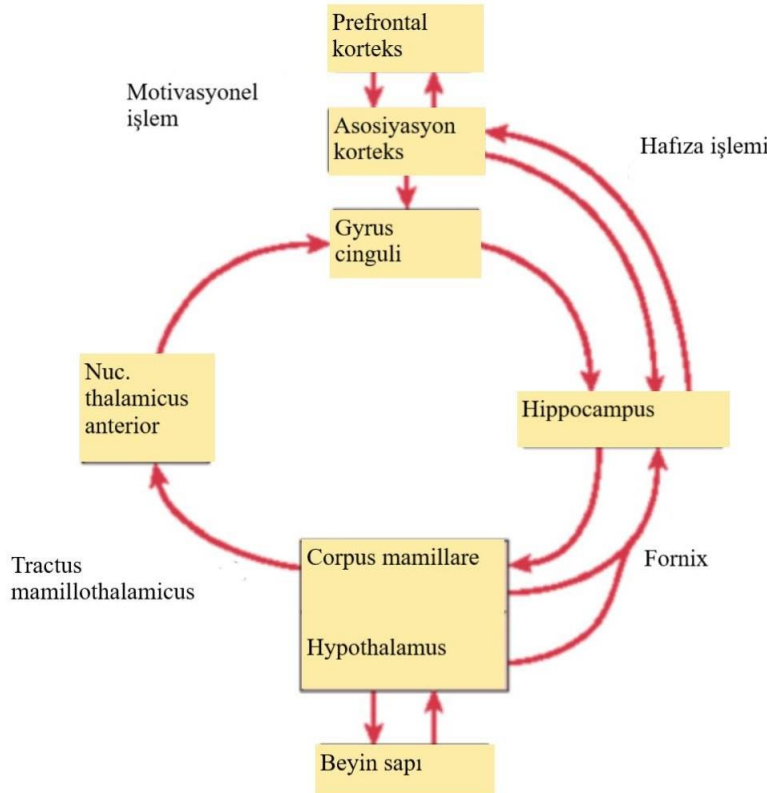 Prefrontal
korteks
Motivasyonel
işlem
Asosiyasyon
korteks
Hafıza işlemi
Gyrus
cinguli
Nuc.
thalamicus
anterior
Hippocampus
Corpus mamillare
Tractus
mamillothalamicus
Fornix
Hypothalamus
Beyin sapı